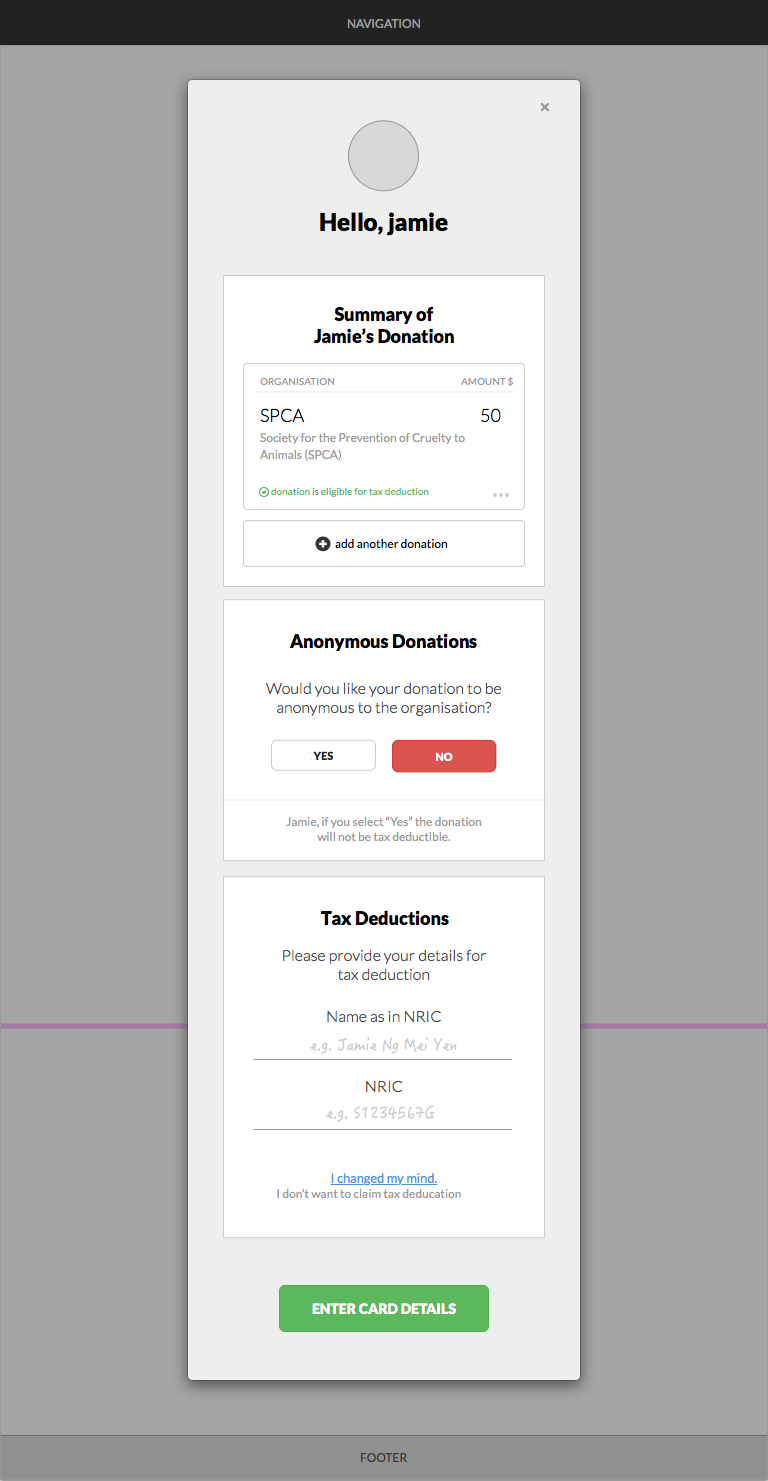 NAVIGATION
×
Hello, jamie
Summary of
Jamie's Donation
ORGANISATION AMOUNT $
SPCA 50
Society for the Prevention of Cruelty to
Animals (SPCA)
donation is eligible for tax deduction
add another donation
Anonymous Donations
Would you like your donation to be
anonymous to the organisation?
YES NO
Jamie, if you select “Yes” the donation
will not be tax deductible.
Tax Deductions
Please provide your details for
tax deduction
Name as in NRIC
e.g. Jamie Ng Mei Yen
NRIC
e.g. S1234567G
I changed my mind.
I don't want to claim tax deducation
ENTER CARD DETAILS
FOOTER